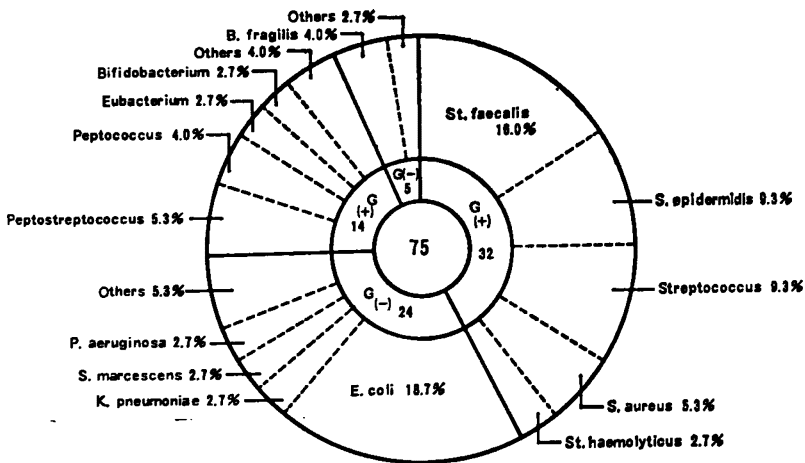 Others 2.7%
B. fragilis 4.0%
Others 4.0%
Bifidobacterium 2.7%
Eubacterium 2.7%
Peptococcus 4.0%
Peptostreptococcus 5.3%
Others 5.3%
P. aeruginosa 2.7%
S. marcescens 2.7%
K. pneumoniae 2.7%
E. coli 18.7%
St. haemolyticus 2.7%
S. aureus 5.3%
Streptococcus 9.3%
S. epidermidis 9.3%
St. faecalis
16.0%
G(-)
5
G
(+)
14
G
(+)
32
G(-)
24
75